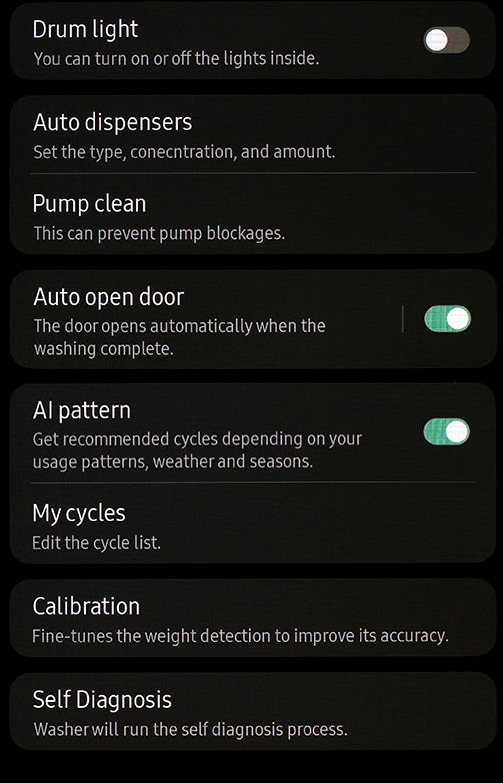 Drum light
You can turn on or off the lights inside.
Auto dispensers
Set the type, conecntration, and amount.
Pump clean
This can prevent pump blockages.
Auto open door
The door opens automatically when the
washing complete.
AI pattern
Get recommended cycles depending on your
usage patterns, weather and seasons.
My cycles
Edit the cycle list.
Calibration
Fine-tunes the weight detection to improve its accuracy.
Self Diagnosis
Washer will run the self diagnosis process.